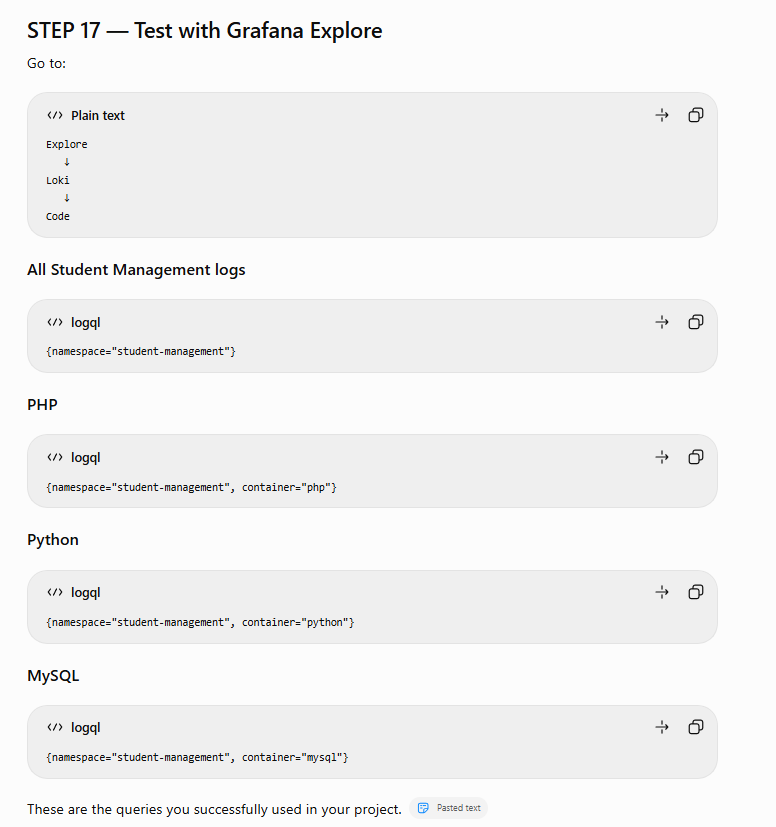 STEP 17 — Test with Grafana Explore
Go to:
</> Plain text
Explore
↓
Loki
↓
Code
All Student Management logs
</> logql
{namespace="student-management"}
PHP
</> logql
{namespace="student-management", container="php"}
Python
</> logql
{namespace="student-management", container="python"}
MySQL
</> logql
{namespace="student-management", container="mysql"}
These are the queries you successfully used in your project. Pasted text